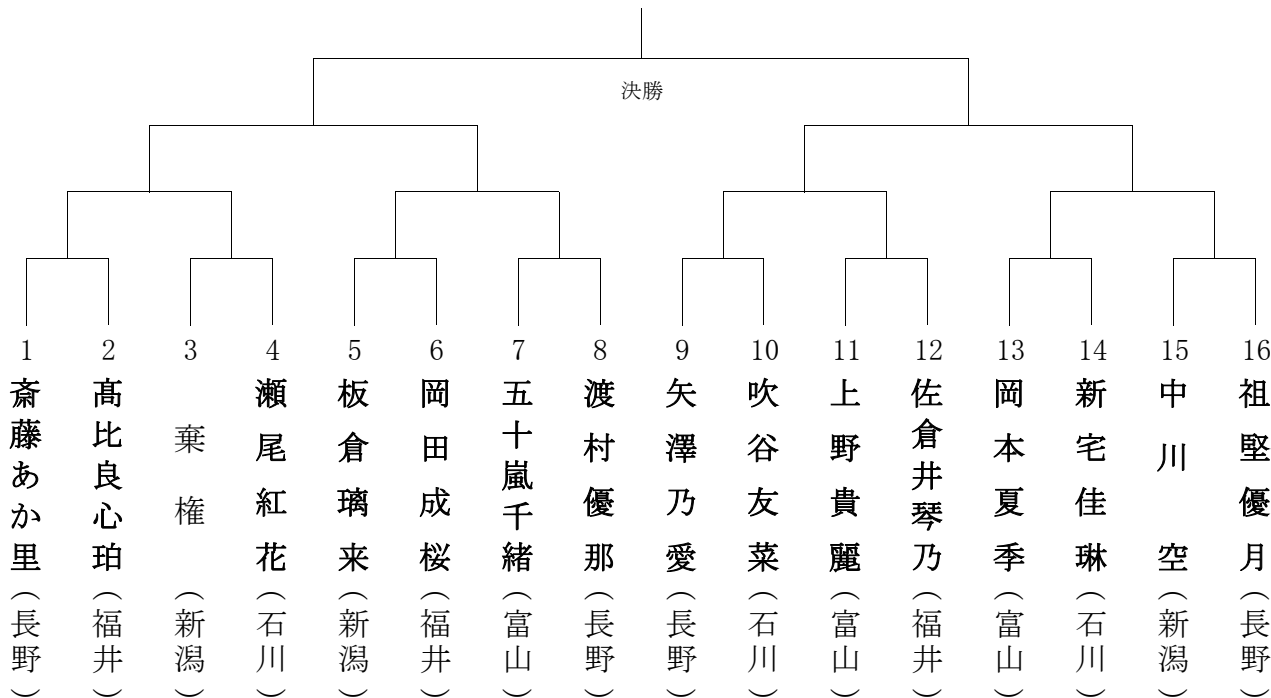 決勝
1
斎藤あか里(長野)
2
髙比良心珀(福井)
3
棄権(新潟)
4
瀬尾紅花(石川)
5
板倉璃来(新潟)
6
岡田成桜(福井)
7
五十嵐千緒(富山)
8
渡村優那(長野)
9
矢澤乃愛(長野)
10
吹谷友菜(石川)
11
上野貴麗(富山)
12
佐倉井琴乃(福井)
13
岡本夏季(富山)
14
新宅佳琳(石川)
15
中川空(新潟)
16
祖堅優月(長野)